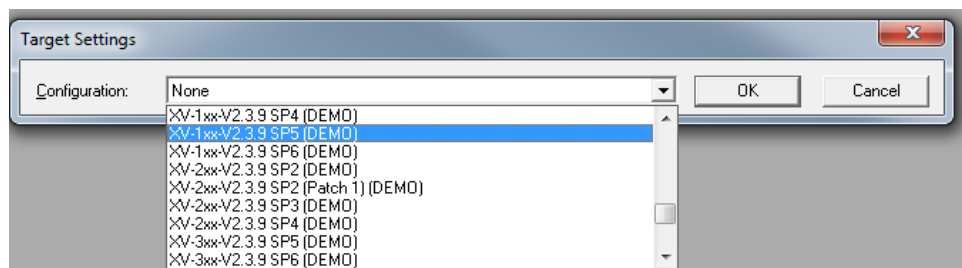 Target Settings
Configuration: None OK Cancel
XV-1xx-V2.3.9 SP4 (DEMO)
XV-1xx-V2.3.9 SP5 (DEMO)
XV-1xx-V2.3.9 SP6 (DEMO)
XV-2xx-V2.3.9 SP2 (DEMO)
XV-2xx-V2.3.9 SP2 (Patch 1) (DEMO)
XV-2xx-V2.3.9 SP3 (DEMO)
XV-2xx-V2.3.9 SP4 (DEMO)
XV-3xx-V2.3.9 SP5 (DEMO)
XV-3xx-V2.3.9 SP6 (DEMO)